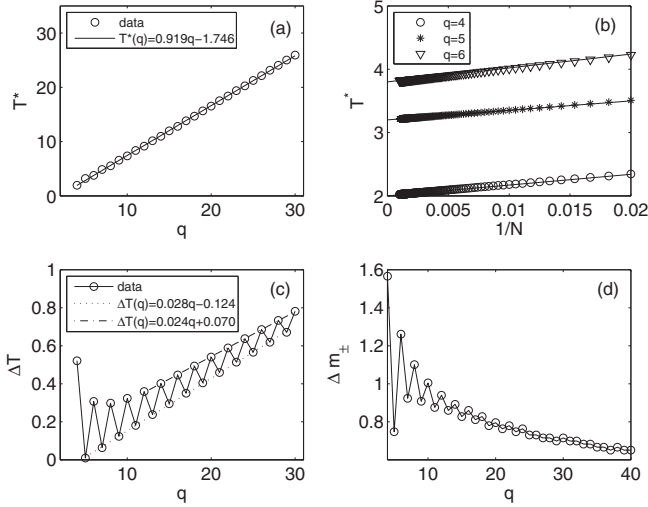 (a)
data
T*(q)=0.919q−1.746
30
20
10
0
T*
10
20
30
q
(b)
q=4
q=5
q=6
5
4
3
2
T*
0
0.005
0.01
0.015
0.02
1/N
(c)
data
ΔT(q)=0.028q−0.124
ΔT(q)=0.024q+0.070
1
0.8
0.6
0.4
0.2
0
ΔT
10
20
30
q
(d)
1.6
1.4
1.2
1
0.8
Δ m±
10
20
30
40
q